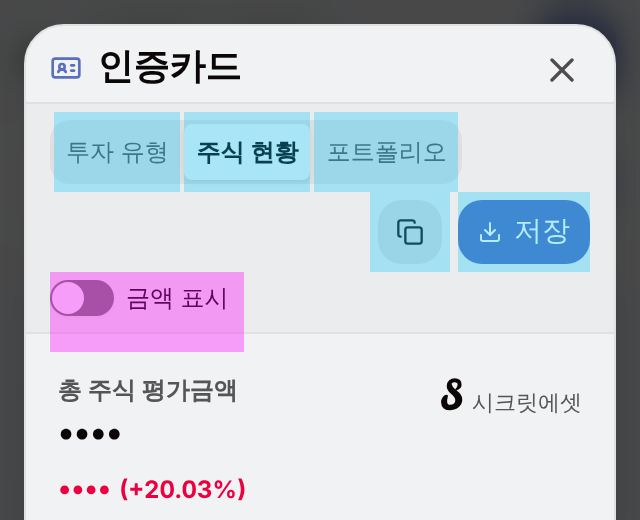 인증카드
투자 유형 주식 현황 포트폴리오
저장
금액 표시
총 주식 평가금액
S 시크릿에셋
••••
•••• (+20.03%)